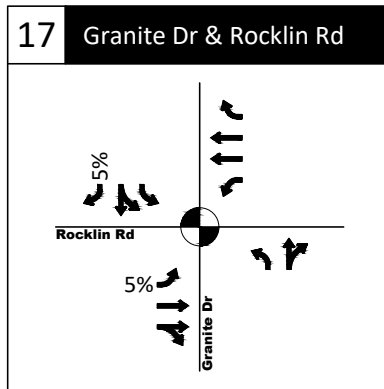 17 Granite Dr & Rocklin Rd
5%
Rocklin Rd
5%
Granite Dr